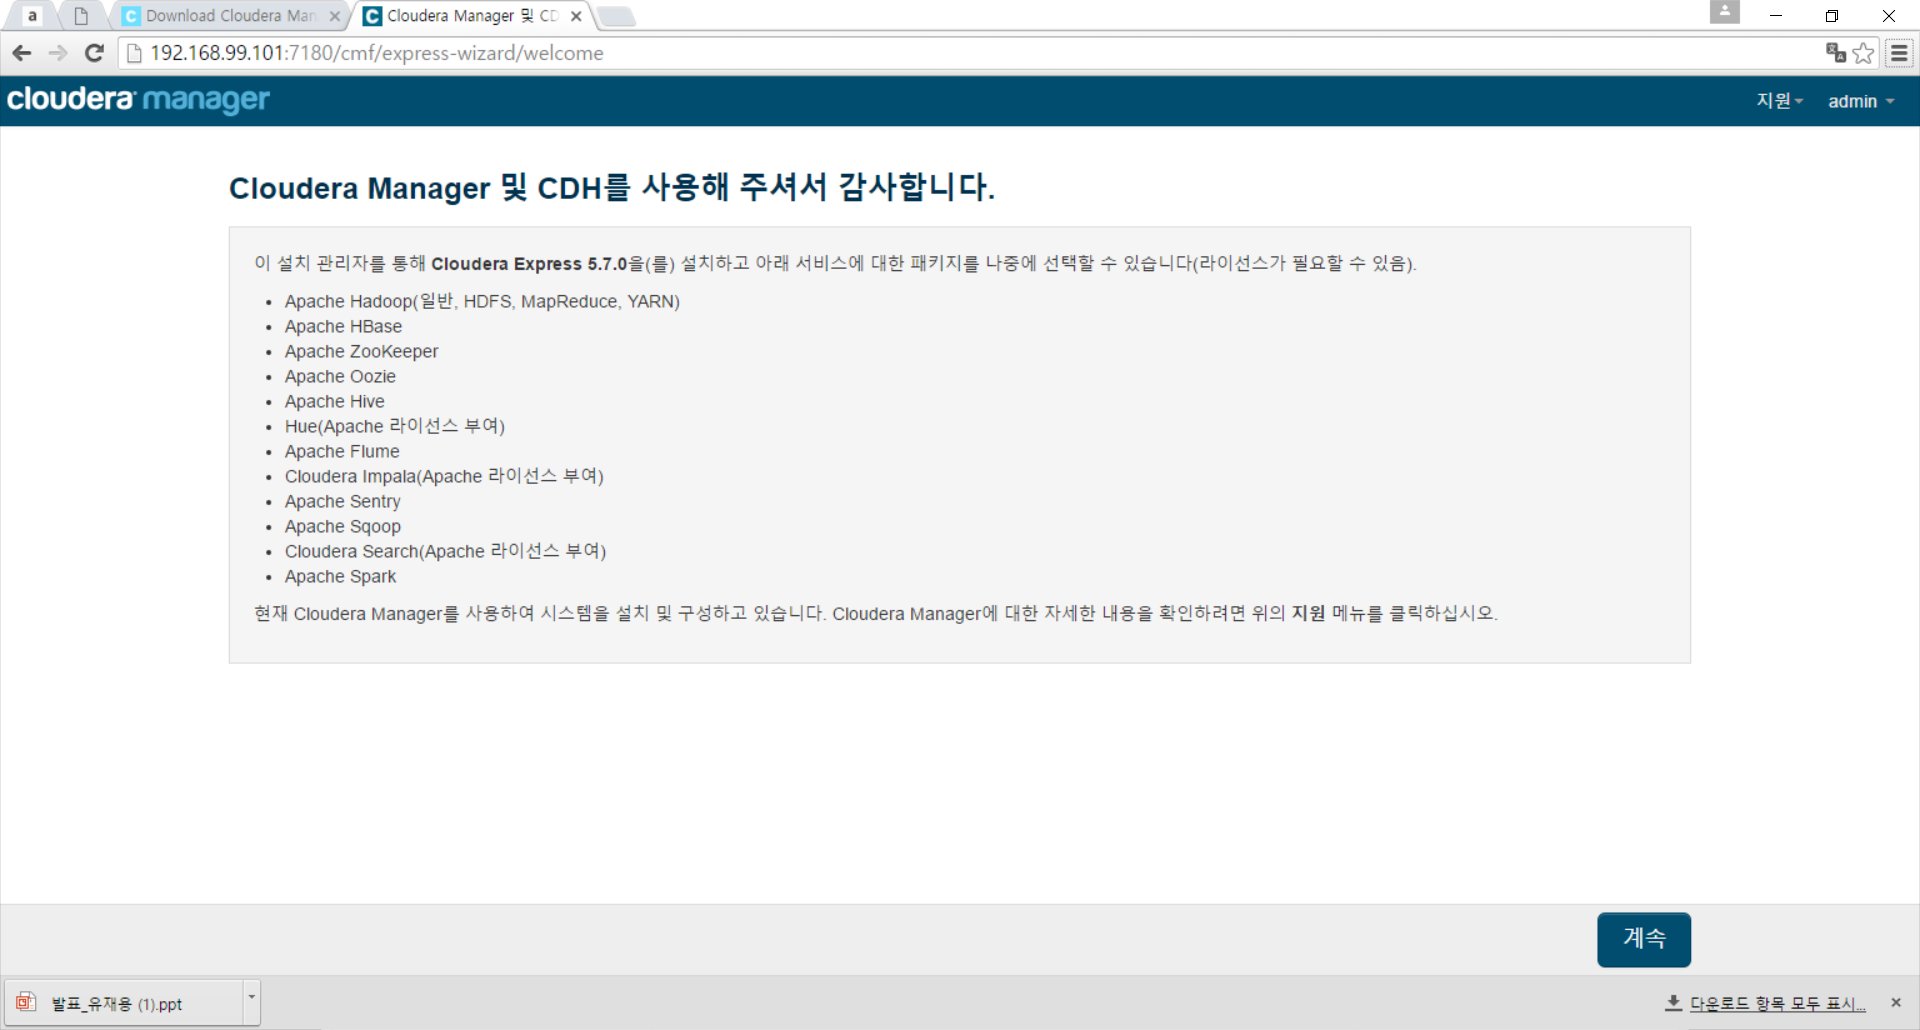 a
Download Cloudera Man
Cloudera Manager 및 CD
192.168.99.101:7180/cmf/express-wizard/welcome
cloudera manager
지원
admin
Cloudera Manager 및 CDH를 사용해 주셔서 감사합니다.
이 설치 관리자를 통해 Cloudera Express 5.7.0을(를) 설치하고 아래 서비스에 대한 패키지를 나중에 선택할 수 있습니다(라이선스가 필요할 수 있음).
• Apache Hadoop(일반, HDFS, MapReduce, YARN)
• Apache HBase
• Apache ZooKeeper
• Apache Oozie
• Apache Hive
• Hue(Apache 라이선스 부여)
• Apache Flume
• Cloudera Impala(Apache 라이선스 부여)
• Apache Sentry
• Apache Sqoop
• Cloudera Search(Apache 라이선스 부여)
• Apache Spark
현재 Cloudera Manager를 사용하여 시스템을 설치 및 구성하고 있습니다. Cloudera Manager에 대한 자세한 내용을 확인하려면 위의 지원 메뉴를 클릭하십시오.
계속
발표_유재용 (1).ppt
다운로드 항목 모두 표시...